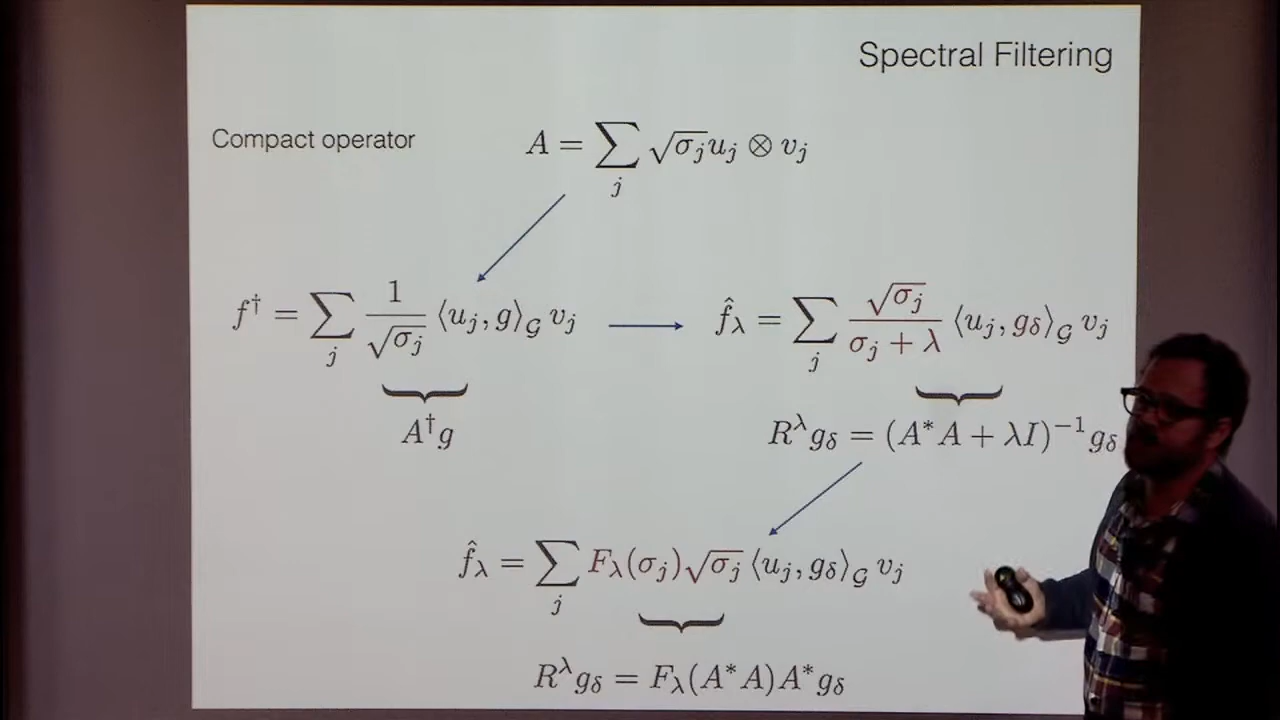 Spectral Filtering
Compact operator A = ∑_j √σ_j u_j ⊗ v_j
f^† = ∑_j 1/√σ_j ⟨u_j, g⟩_𝒢 v_j
f̂_λ = ∑_j √σ_j/(σ_j + λ) ⟨u_j, g_δ⟩_𝒢 v_j
A^† g
R^λ g_δ = (A^*A + λI)^{-1} g_δ
f̂_λ = ∑_j F_λ(σ_j)√σ_j ⟨u_j, g_δ⟩_𝒢 v_j
R^λ g_δ = F_λ(A^*A)A^* g_δ